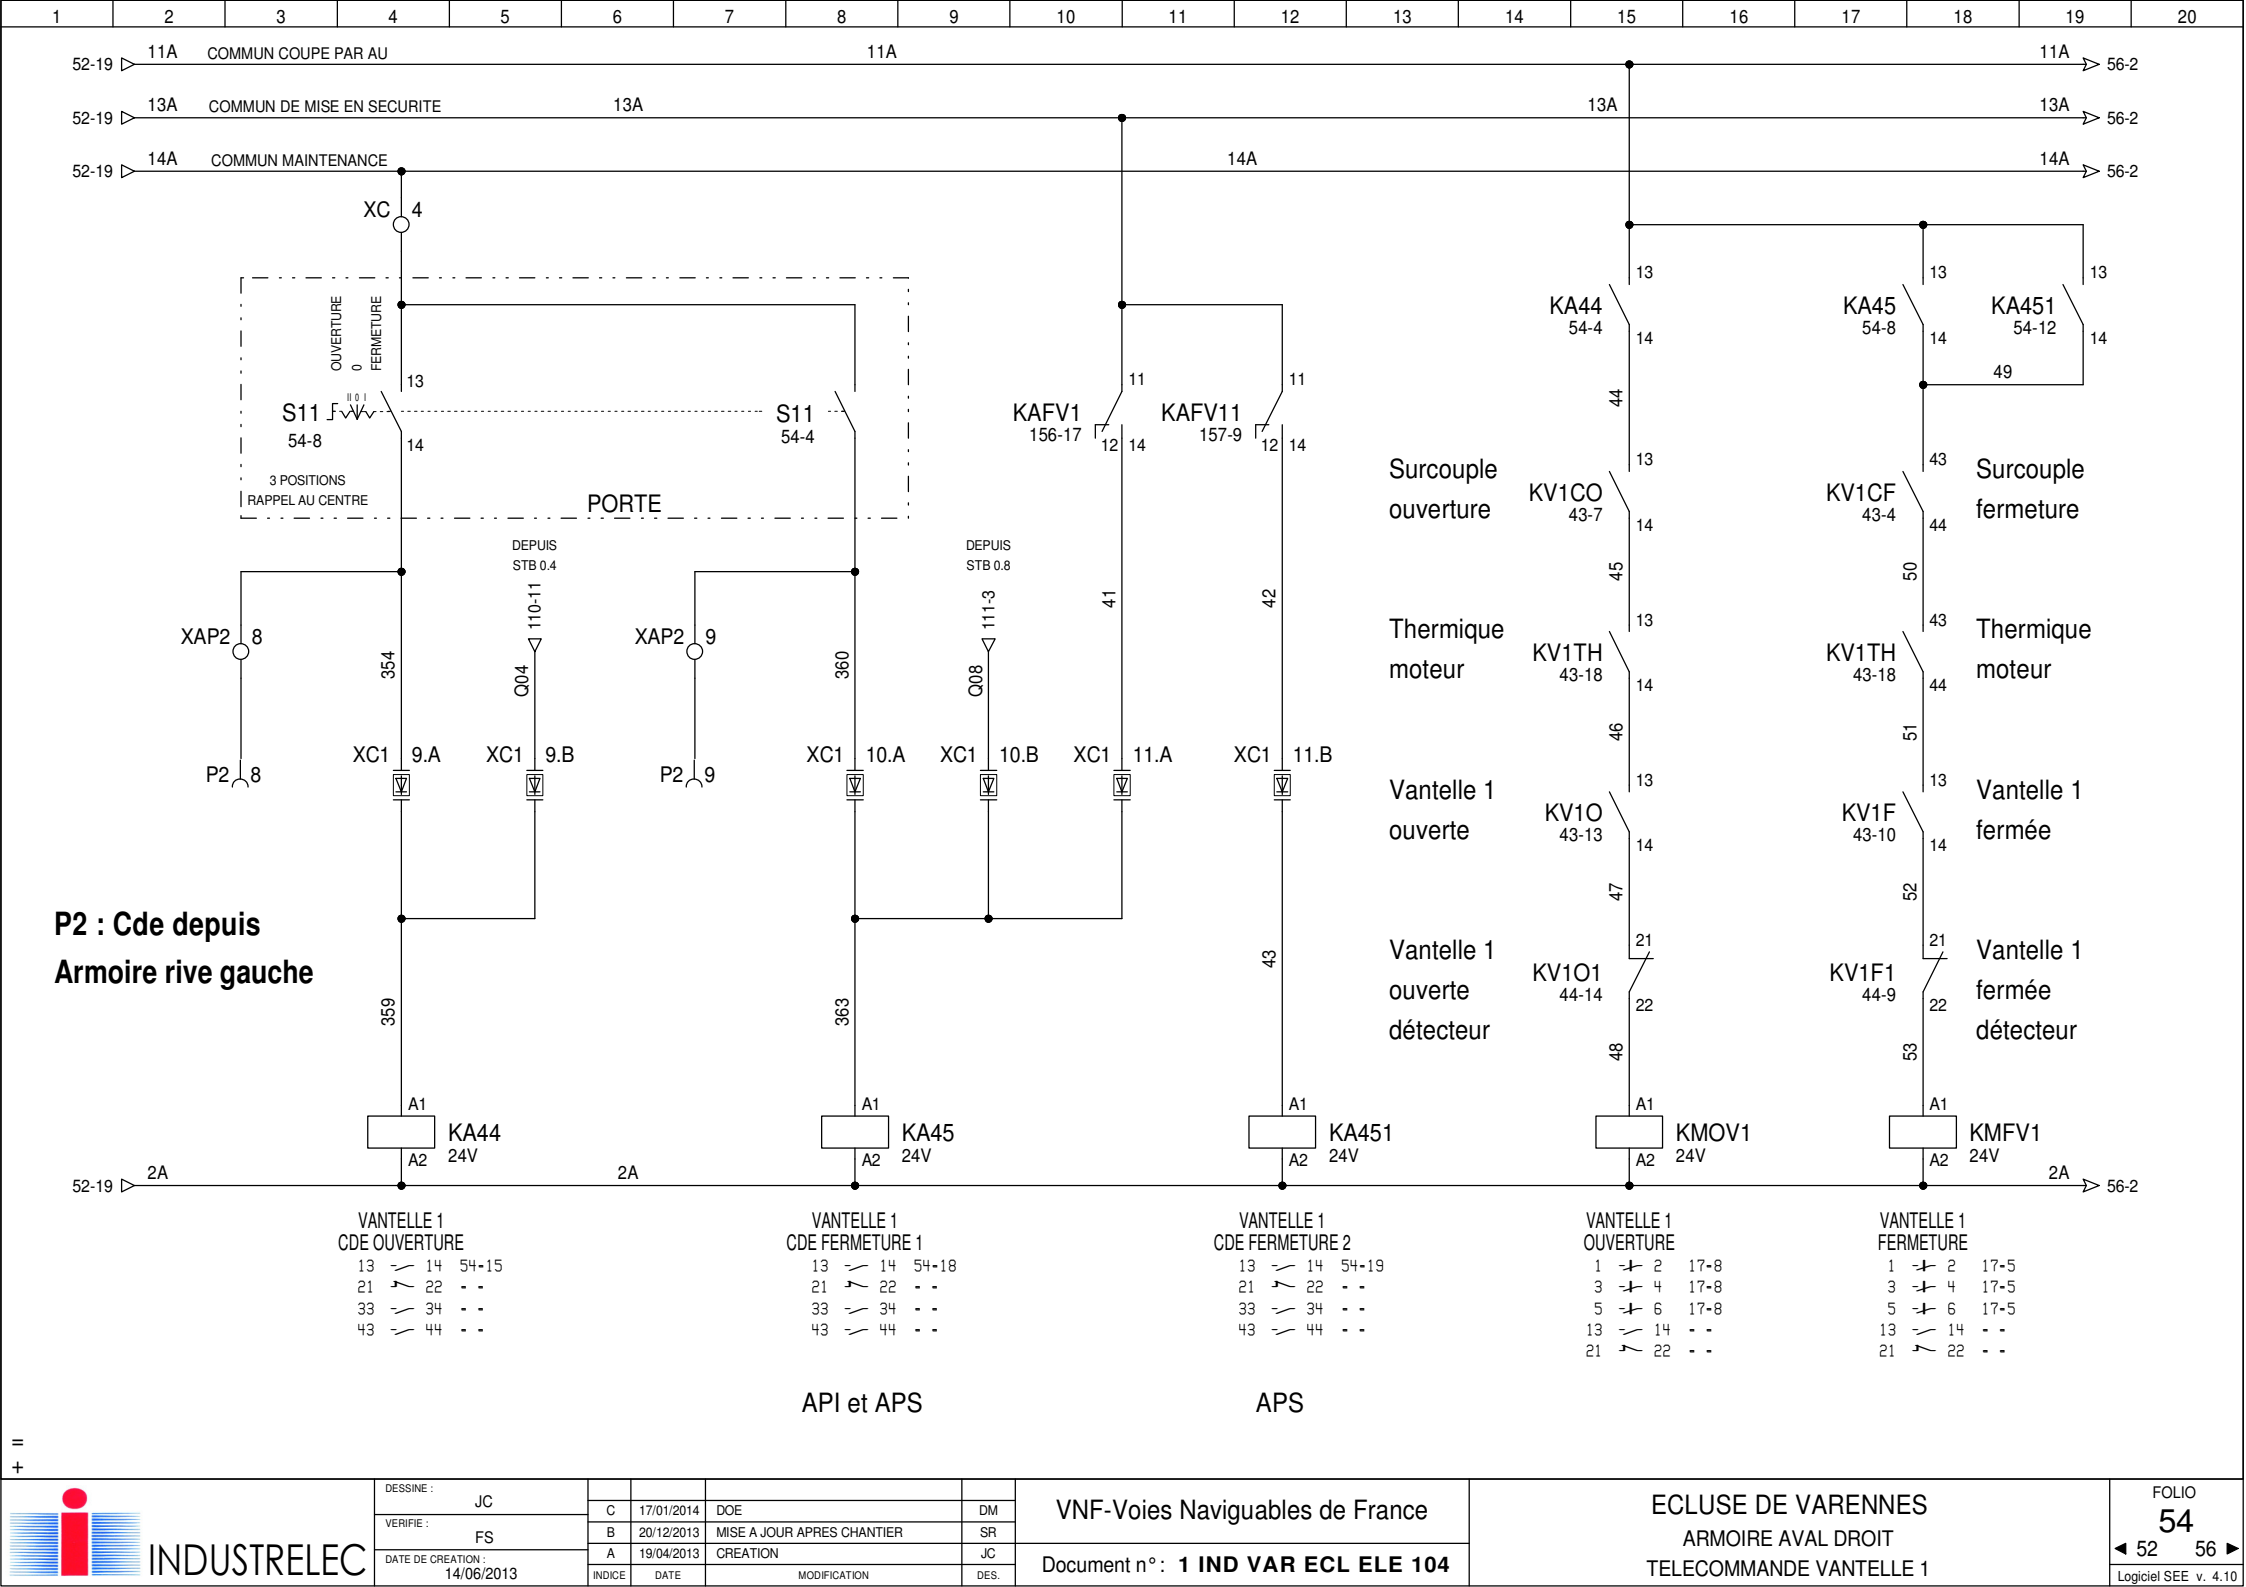 1 2 3 4 5 6 7 8 9 10 11 12 13 14 15 16 17 18 19 20
52-19 11A COMMUN COUPE PAR AU 11A 11A 56-2
52-19 13A COMMUN DE MISE EN SECURITE 13A 13A 13A 56-2
52-19 14A COMMUN MAINTENANCE 14A 14A 56-2
XC 4
OUVERTURE
0
FERMETURE
13
II 0 I
S11
54-8
14
3 POSITIONS
RAPPEL AU CENTRE
S11
54-4
PORTE
11
KAFV1
156-17
12 14
11
KAFV11
157-9
12 14
13
KA44
54-4
14
13
KA45
54-8
14
13
KA451
54-12
14
49
44
Surcouple
ouverture
13
KV1CO
43-7
14
43
KV1CF
43-4
44
Surcouple
fermeture
DEPUIS
STB 0.4
110-11
Q04
DEPUIS
STB 0.8
111-3
Q08
41
42
45
50
XAP2 8
354
XAP2 9
360
Thermique
moteur
13
KV1TH
43-18
14
43
KV1TH
43-18
44
Thermique
moteur
46
51
P2 8
XC1 9.A
XC1 9.B
P2 9
XC1 10.A
XC1 10.B
XC1 11.A
XC1 11.B
Vantelle 1
ouverte
13
KV1O
43-13
14
13
KV1F
43-10
14
Vantelle 1
fermée
47
52
P2 : Cde depuis
Armoire rive gauche
359
363
43
Vantelle 1
ouverte
détecteur
21
KV1O1
44-14
22
21
KV1F1
44-9
22
Vantelle 1
fermée
détecteur
48
53
A1
KA44
24V
A2
A1
KA45
24V
A2
A1
KA451
24V
A2
A1
KMOV1
24V
A2
A1
KMFV1
24V
A2
52-19 2A 2A 2A 56-2
VANTELLE 1
CDE OUVERTURE
13 14 54-15
21 22 - -
33 34 - -
43 44 - -
VANTELLE 1
CDE FERMETURE 1
13 14 54-18
21 22 - -
33 34 - -
43 44 - -
VANTELLE 1
CDE FERMETURE 2
13 14 54-19
21 22 - -
33 34 - -
43 44 - -
VANTELLE 1
OUVERTURE
1 2 17-8
3 4 17-8
5 6 17-8
13 14 - -
21 22 - -
VANTELLE 1
FERMETURE
1 2 17-5
3 4 17-5
5 6 17-5
13 14 - -
21 22 - -
API et APS
APS
=
+
INDUSTRELEC
DESSINE :
JC
VERIFIE :
FS
DATE DE CREATION :
14/06/2013
C 17/01/2014 DOE DM
B 20/12/2013 MISE A JOUR APRES CHANTIER SR
A 19/04/2013 CREATION JC
INDICE DATE MODIFICATION DES.
VNF-Voies Naviguables de France
Document n° : 1 IND VAR ECL ELE 104
ECLUSE DE VARENNES
ARMOIRE AVAL DROIT
TELECOMMANDE VANTELLE 1
FOLIO
54
52 56
Logiciel SEE v. 4.10